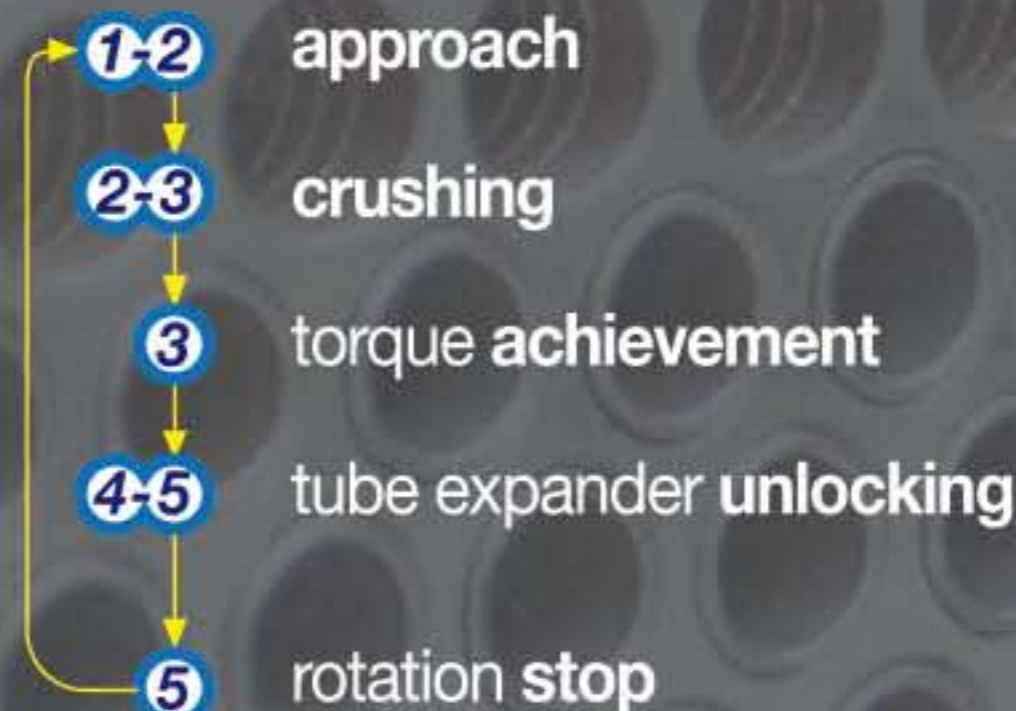 1-2 approach
2-3 crushing
3 torque achievement
4-5 tube expander unlocking
5 rotation stop